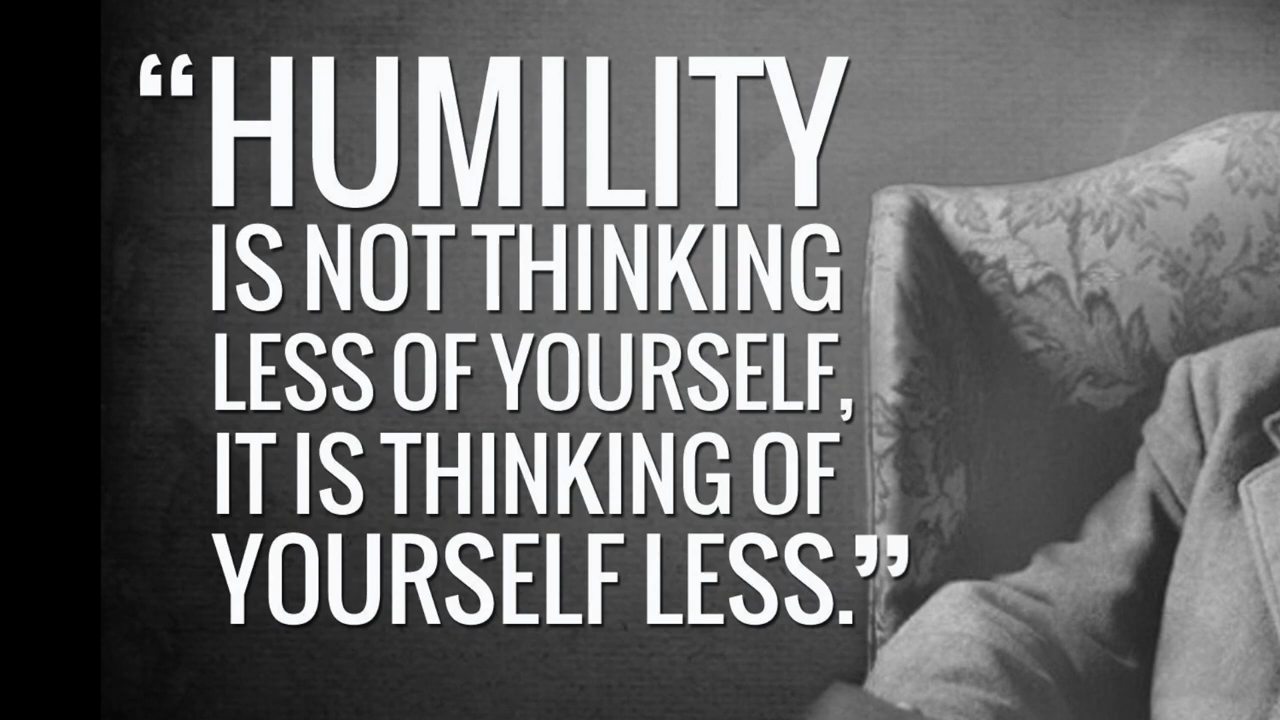 “HUMILITY
IS NOT THINKING
LESS OF YOURSELF,
IT IS THINKING OF
YOURSELF LESS.”